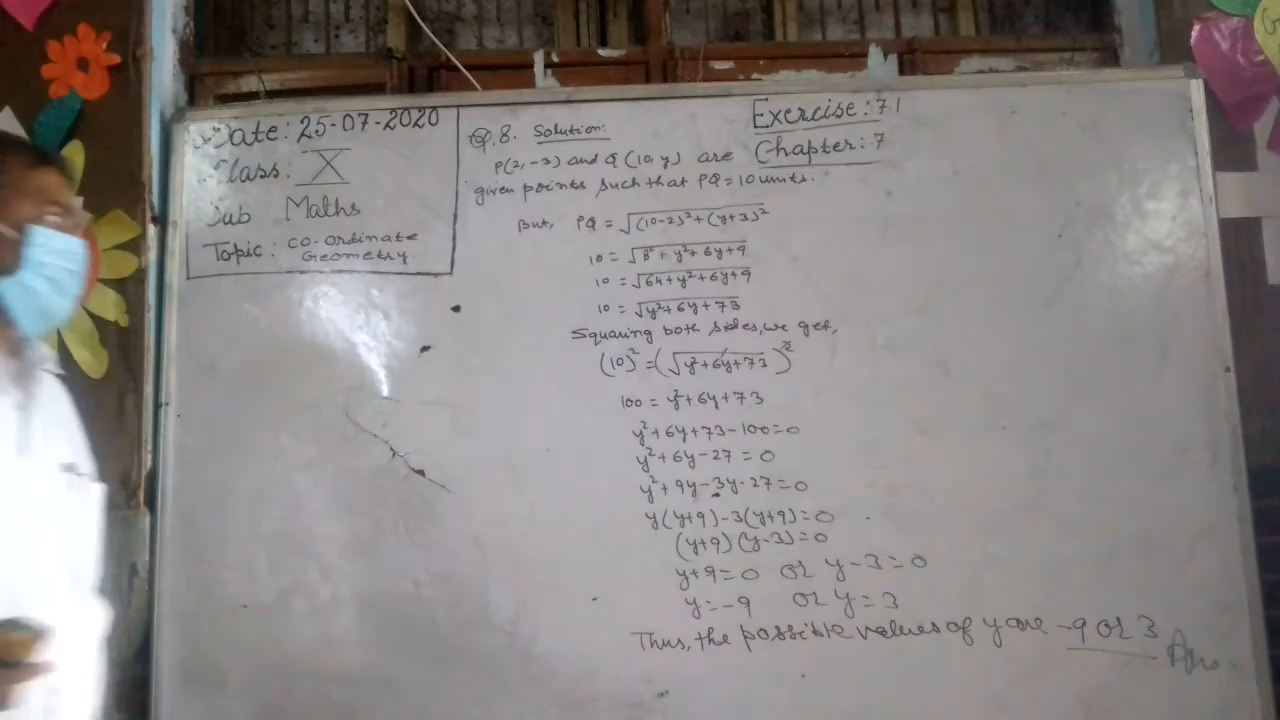 Date: 25-07-2020
Class: X
Sub Maths
Topic: Co-ordinate
Geometry
Exercise: 7.1
Chapter: 7
Q.8. Solution:
P(2,-3) and Q(10,y) are
given points such that PQ = 10 units.
But, PQ = √(10-2)²+(y+3)²
10 = √8²+y²+6y+9
10 = √64+y²+6y+9
10 = √y²+6y+73
Squaring both sides, we get,
(10)² = (√y²+6y+73)²
100 = y²+6y+73
y²+6y+73-100=0
y²+6y-27=0
y²+9y-3y-27=0
y(y+9)-3(y+9)=0
(y+9)(y-3)=0
y+9=0 or y-3=0
y=-9 or y=3
Thus, the possible values of y are -9 or 3 Ans.